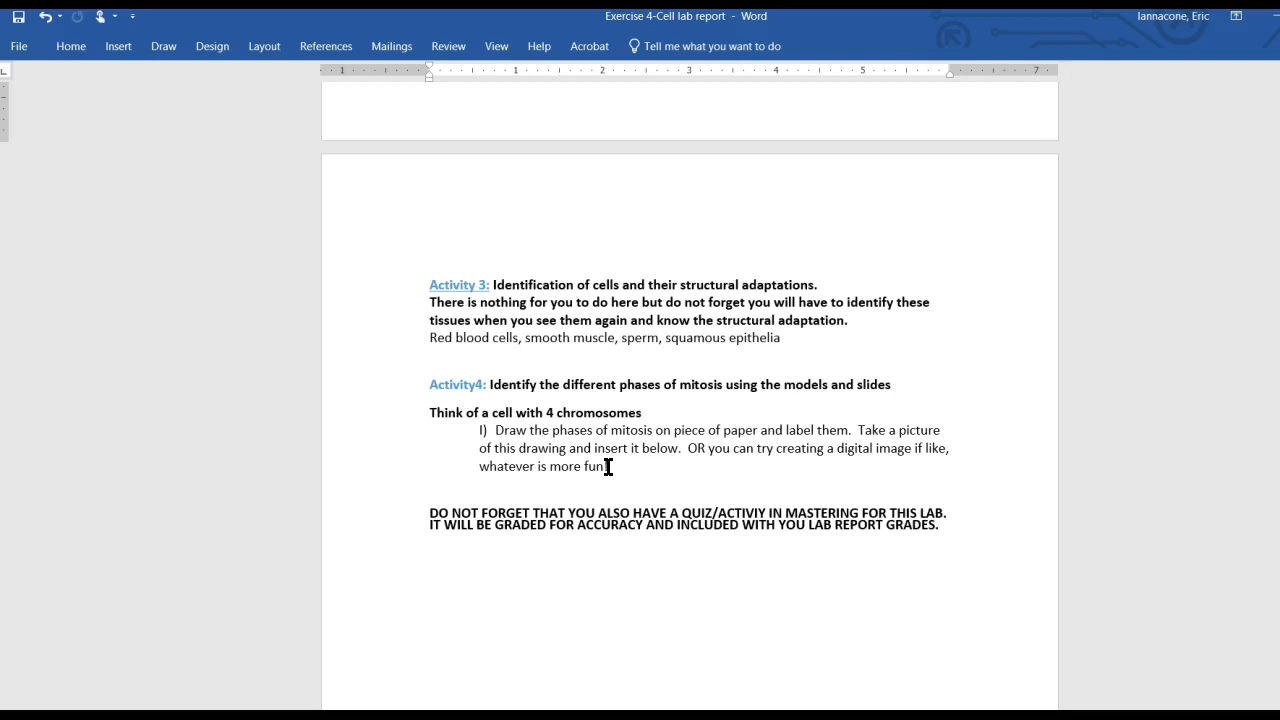 Exercise 4-Cell lab report - Word
Iannacone, Eric
File Home Insert Draw Design Layout References Mailings Review View Help Acrobat Tell me what you want to do
1 1 2 3 4 5 7
Activity 3: Identification of cells and their structural adaptations.
There is nothing for you to do here but do not forget you will have to identify these
tissues when you see them again and know the structural adaptation.
Red blood cells, smooth muscle, sperm, squamous epithelia
Activity4: Identify the different phases of mitosis using the models and slides
Think of a cell with 4 chromosomes
I) Draw the phases of mitosis on piece of paper and label them. Take a picture
of this drawing and insert it below. OR you can try creating a digital image if like,
whatever is more fun
DO NOT FORGET THAT YOU ALSO HAVE A QUIZ/ACTIVIY IN MASTERING FOR THIS LAB.
IT WILL BE GRADED FOR ACCURACY AND INCLUDED WITH YOU LAB REPORT GRADES.